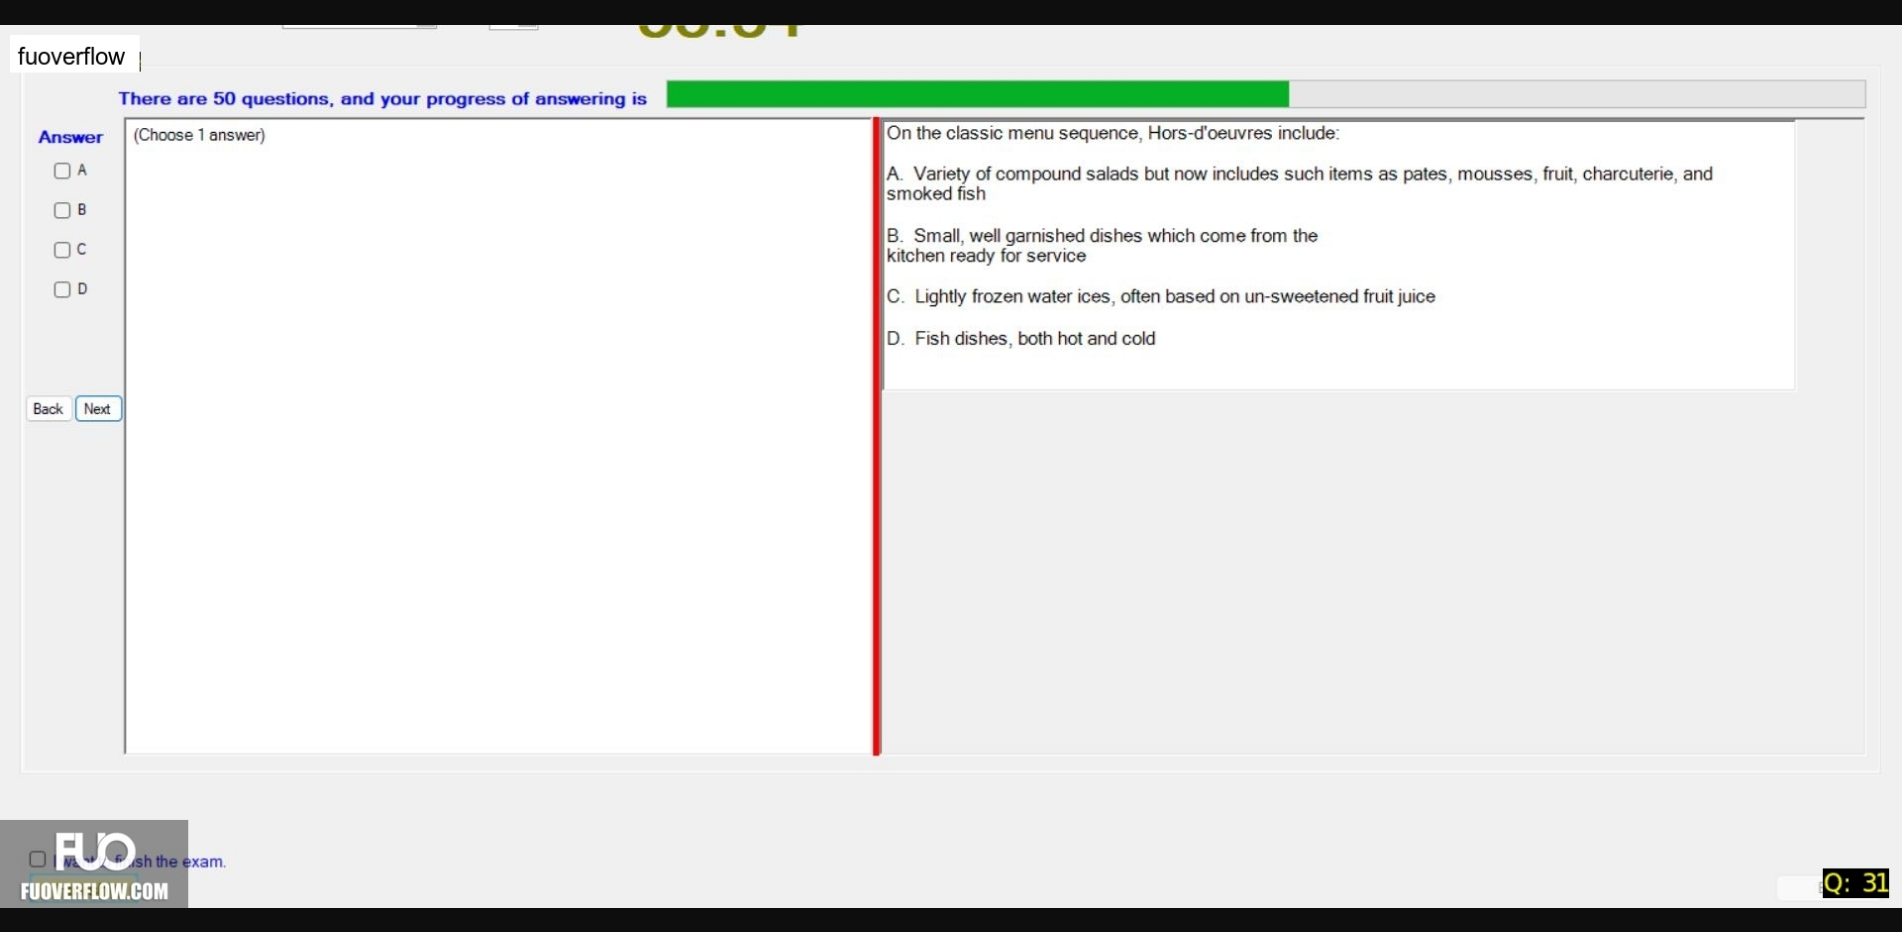 fuoverflow
There are 50 questions, and your progress of answering is
Answer
(Choose 1 answer)
A
B
C
D
Back
Next
On the classic menu sequence, Hors-d'oeuvres include:
A. Variety of compound salads but now includes such items as pates, mousses, fruit, charcuterie, and
smoked fish
B. Small, well garnished dishes which come from the
kitchen ready for service
C. Lightly frozen water ices, often based on un-sweetened fruit juice
D. Fish dishes, both hot and cold
FUO
the exam.
FUOVERFLOW.COM
Q: 31